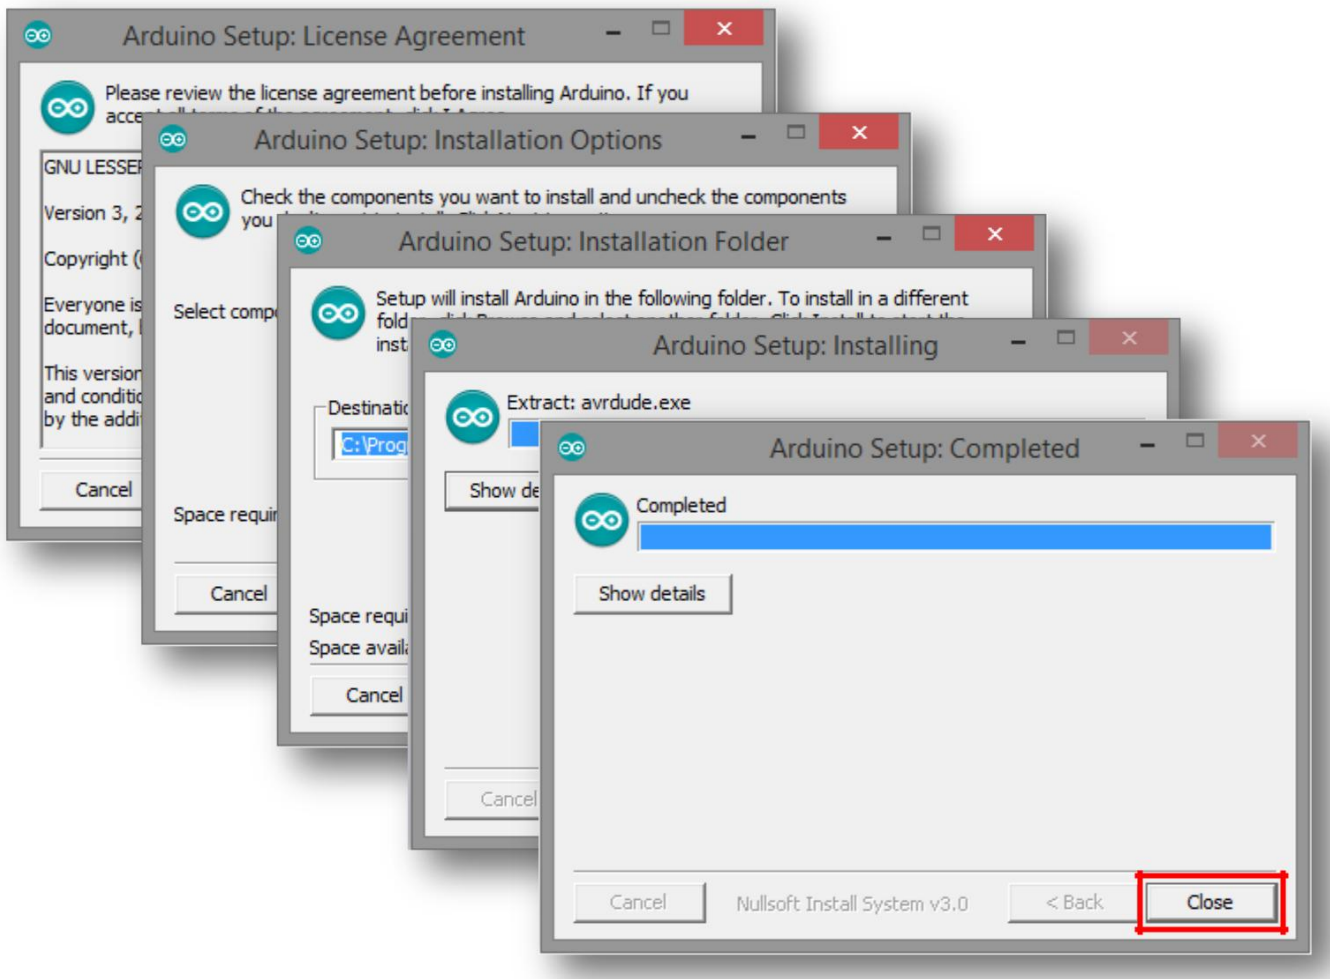 Arduino Setup: License Agreement
Please review the license agreement before installing Arduino. If you
GNU LESSER
Version 3, 2
Copyright (
Everyone is
document,
This version
and conditio
by the addi
Cancel
Arduino Setup: Installation Options
Check the components you want to install and uncheck the components
you
Select compo
Space requir
Cancel
Arduino Setup: Installation Folder
Setup will install Arduino in the following folder. To install in a different
Destinatio
C:\Prog
Space requi
Space availa
Cancel
Arduino Setup: Installing
Extract: avrdude.exe
Show de
Cancel
Arduino Setup: Completed
Completed
Show details
Cancel
Nullsoft Install System v3.0
< Back
Close